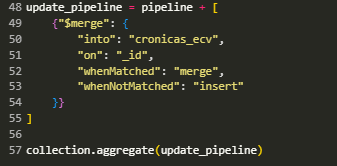 48 update_pipeline = pipeline + [
49     {"$merge": {
50         "into": "cronicas_ecv",
51         "on": "_id",
52         "whenMatched": "merge",
53         "whenNotMatched": "insert"
54     }}
55 ]
56
57 collection.aggregate(update_pipeline)